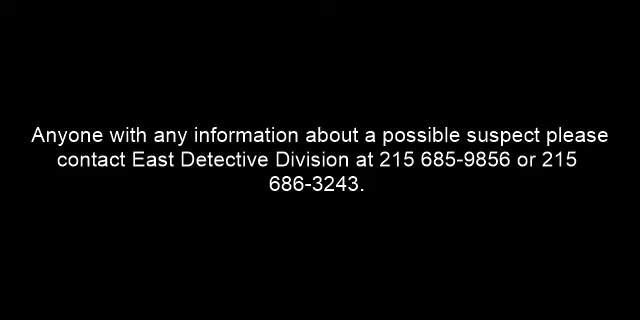 Anyone with any information about a possible suspect please
contact East Detective Division at 215 685-9856 or 215
686-3243.